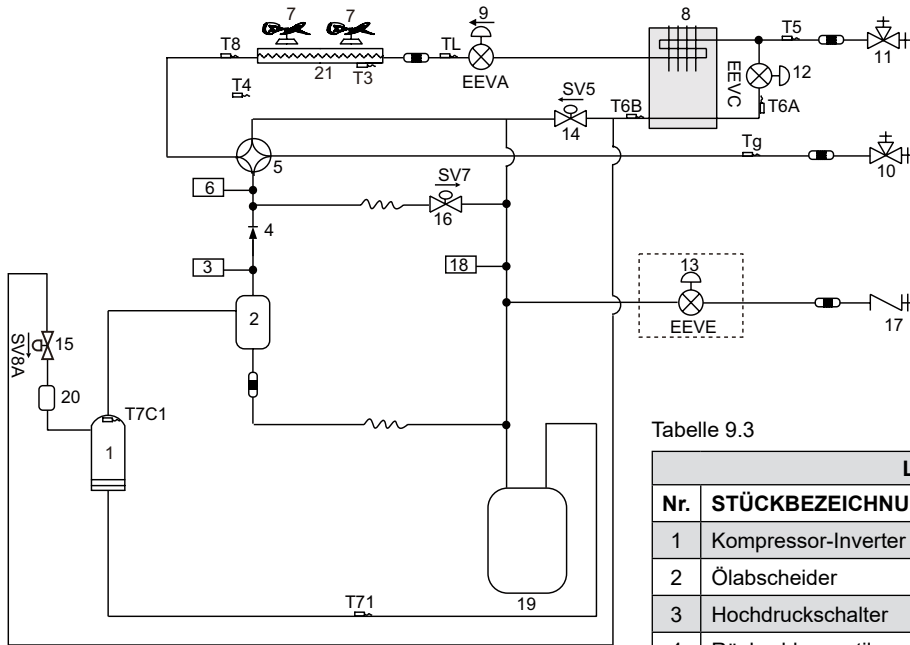 7 7 9 8
T8 TL T5
21 T3 EEVA EEVC 12 11
T4 SV5 T6B T6A
14
5 Tg
6 SV7 10
16
4
3 18 13
2 EEVE 17
SV8A 15
20 T7C1
1
T71 19
Tabelle 9.3
L
Nr. STÜCKBEZEICHNU
1 Kompressor-Inverter
2 Ölabscheider
3 Hochdruckschalter